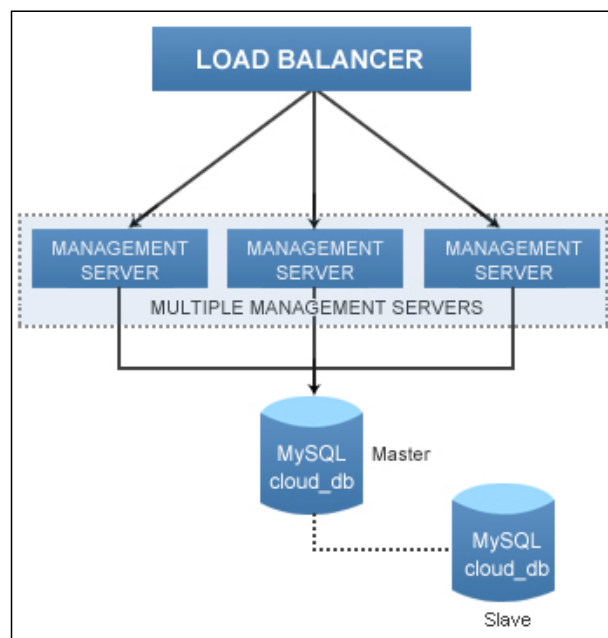 LOAD BALANCER
MANAGEMENT
SERVER
MANAGEMENT
SERVER
MANAGEMENT
SERVER
MULTIPLE MANAGEMENT SERVERS
MySQL
cloud_db
Master
MySQL
cloud_db
Slave